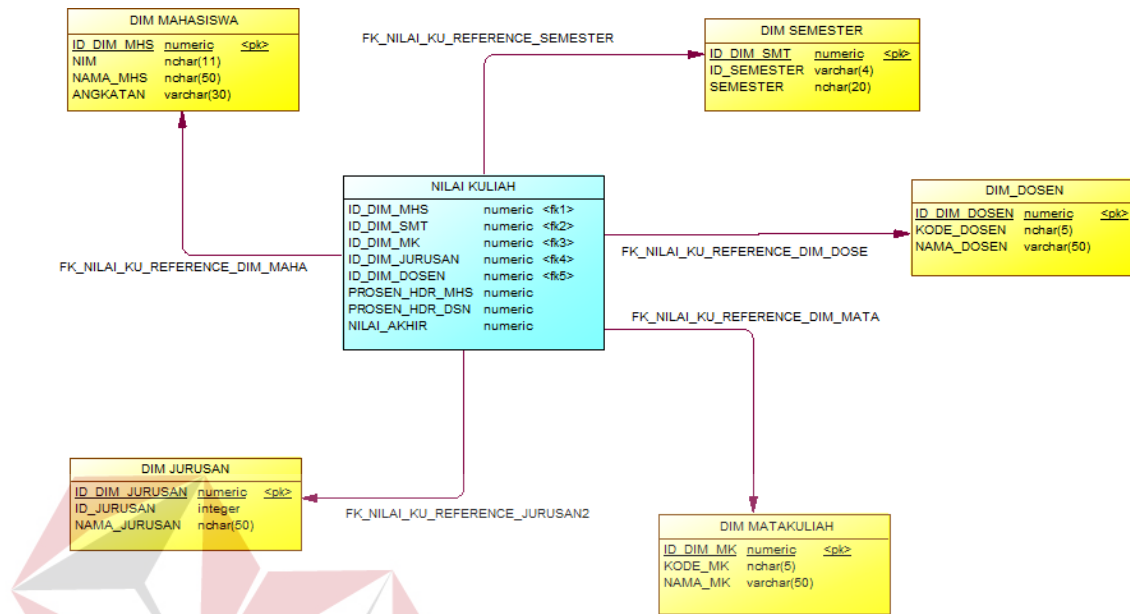 DIM MAHASISWA
ID_DIM_MHS numeric <pk>
NIM nchar(11)
NAMA_MHS nchar(50)
ANGKATAN varchar(30)
FK_NILAI_KU_REFERENCE_SEMESTER
DIM SEMESTER
ID_DIM_SMT numeric <pk>
ID_SEMESTER varchar(4)
SEMESTER nchar(20)
NILAI KULIAH
ID_DIM_MHS numeric <fk1>
ID_DIM_SMT numeric <fk2>
ID_DIM_MK numeric <fk3>
ID_DIM_JURUSAN numeric <fk4>
ID_DIM_DOSEN numeric <fk5>
PROSEN_HDR_MHS numeric
PROSEN_HDR_DSN numeric
NILAI_AKHIR numeric
DIM_DOSEN
ID_DIM_DOSEN numeric <pk>
KODE_DOSEN nchar(5)
NAMA_DOSEN varchar(50)
FK_NILAI_KU_REFERENCE_DIM_MAHA
FK_NILAI_KU_REFERENCE_DIM_DOSE
FK_NILAI_KU_REFERENCE_DIM_MATA
DIM JURUSAN
ID_DIM_JURUSAN numeric <pk>
ID_JURUSAN integer
NAMA_JURUSAN nchar(50)
FK_NILAI_KU_REFERENCE_JURUSAN2
DIM MATAKULIAH
ID_DIM_MK numeric <pk>
KODE_MK nchar(5)
NAMA_MK varchar(50)